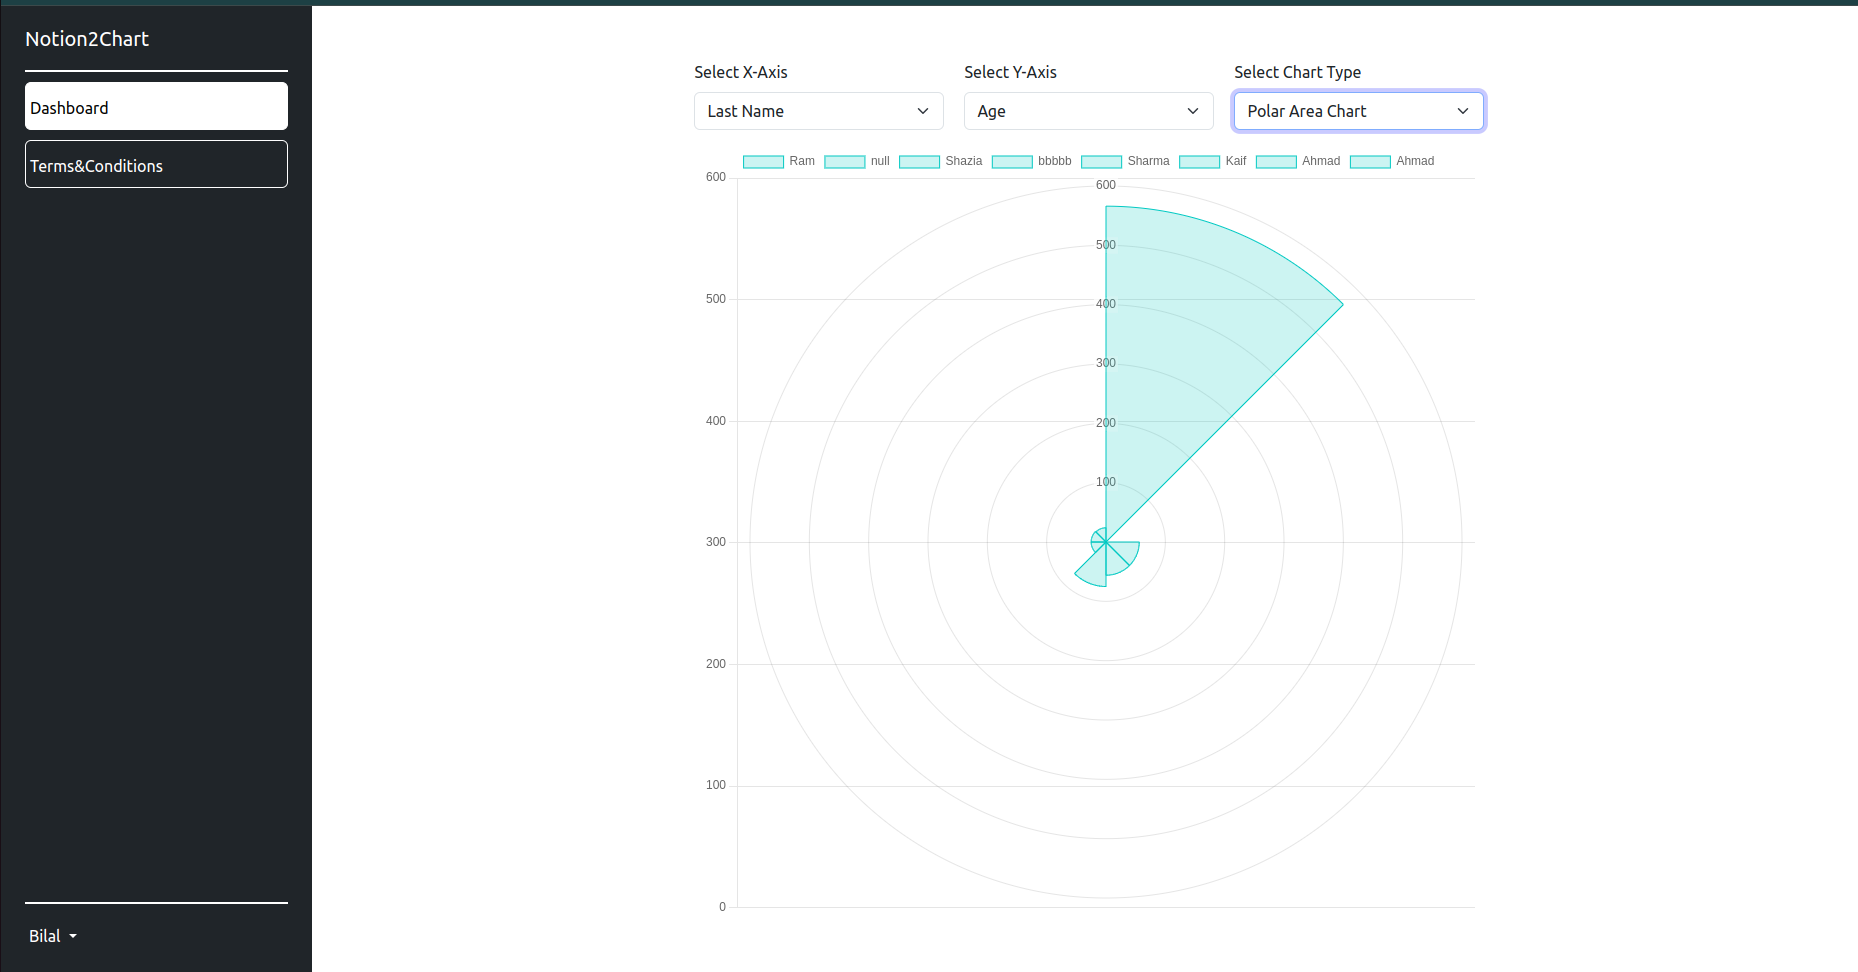 Notion2Chart
Dashboard
Terms&Conditions
Bilal
Select X-Axis Select Y-Axis Select Chart Type
Last Name Age Polar Area Chart
Ram null Shazia bbbbb Sharma Kaif Ahmad Ahmad
600
500
400
300
200
100
0
600
500
400
300
200
100